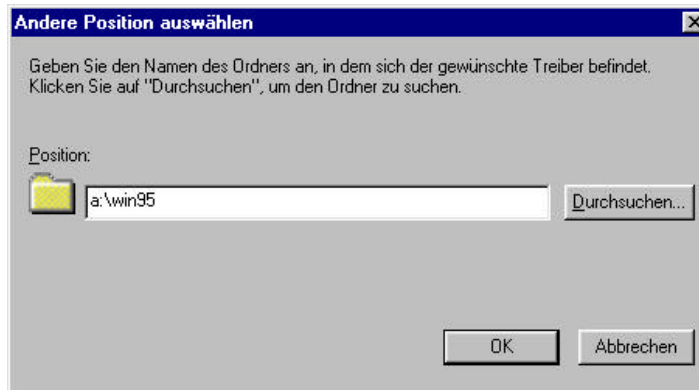 Andere Position auswählen
Geben Sie den Namen des Ordners an, in dem sich der gewünschte Treiber befindet.
Klicken Sie auf "Durchsuchen", um den Ordner zu suchen.
Position:
a:\win95
Durchsuchen...
OK
Abbrechen